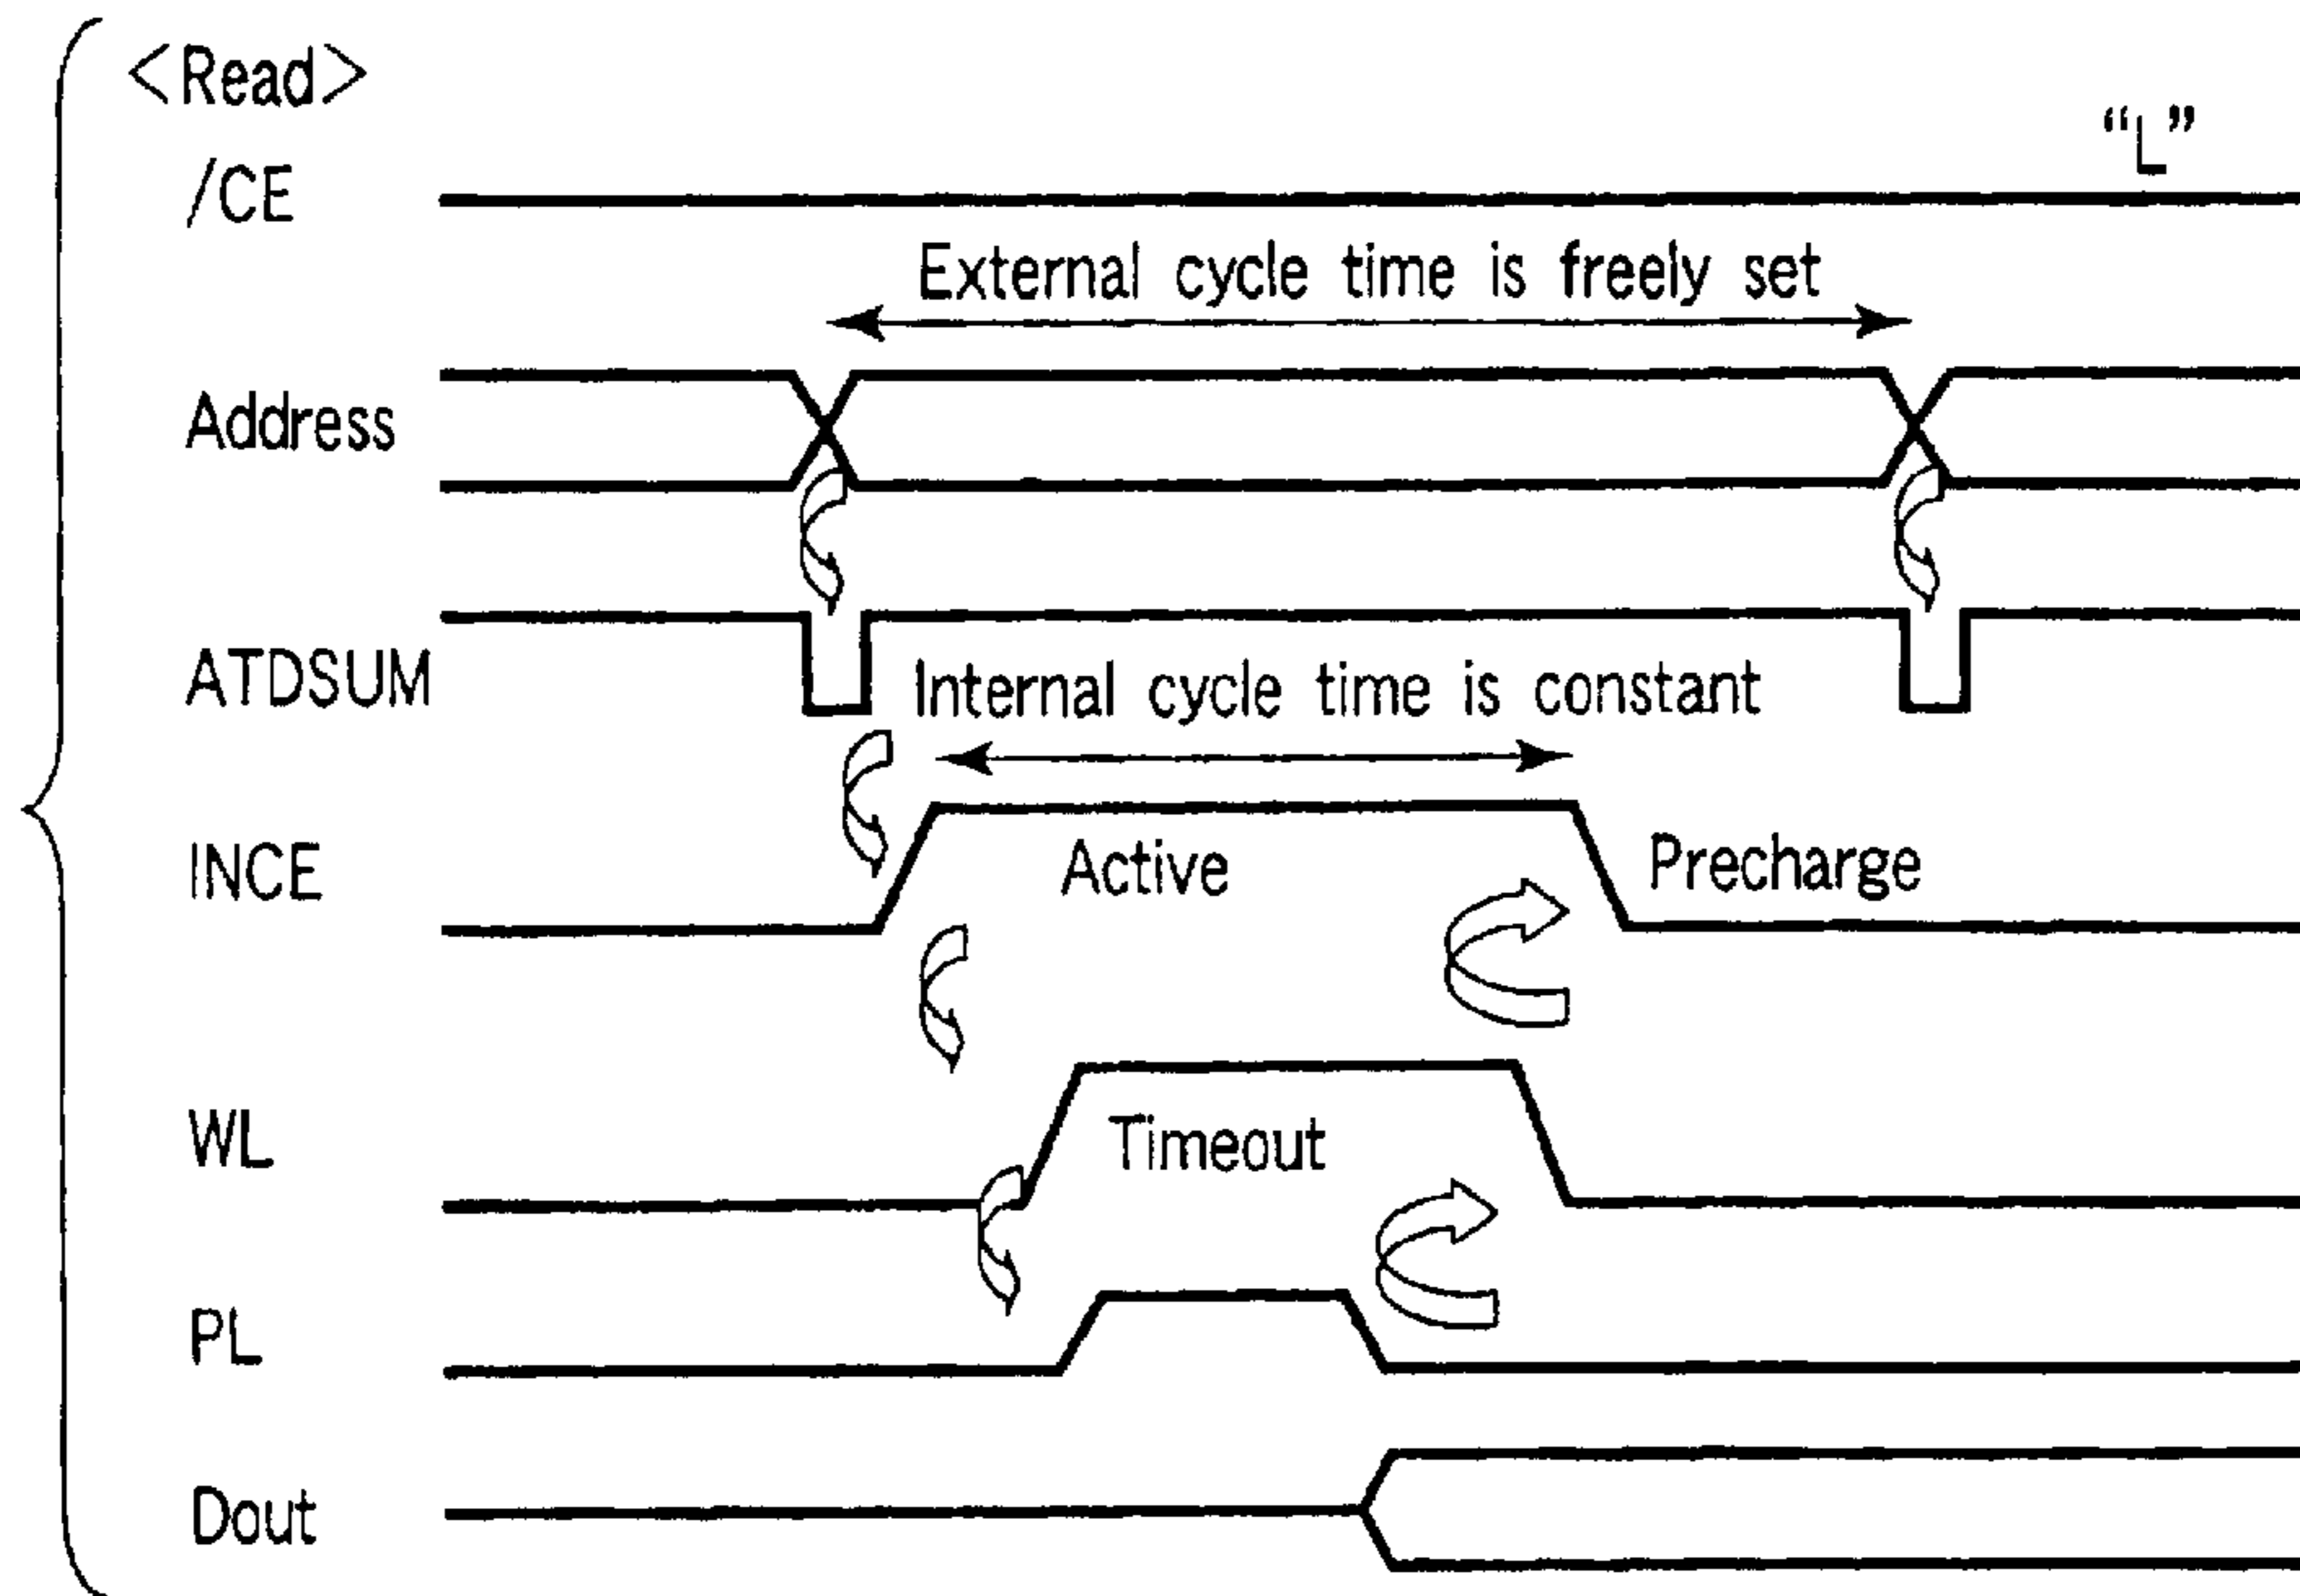 <Read>
"L"
/CE
External cycle time is freely set
Address
ATDSUM
Internal cycle time is constant
INCE
Active
Precharge
WL
Timeout
PL
Dout